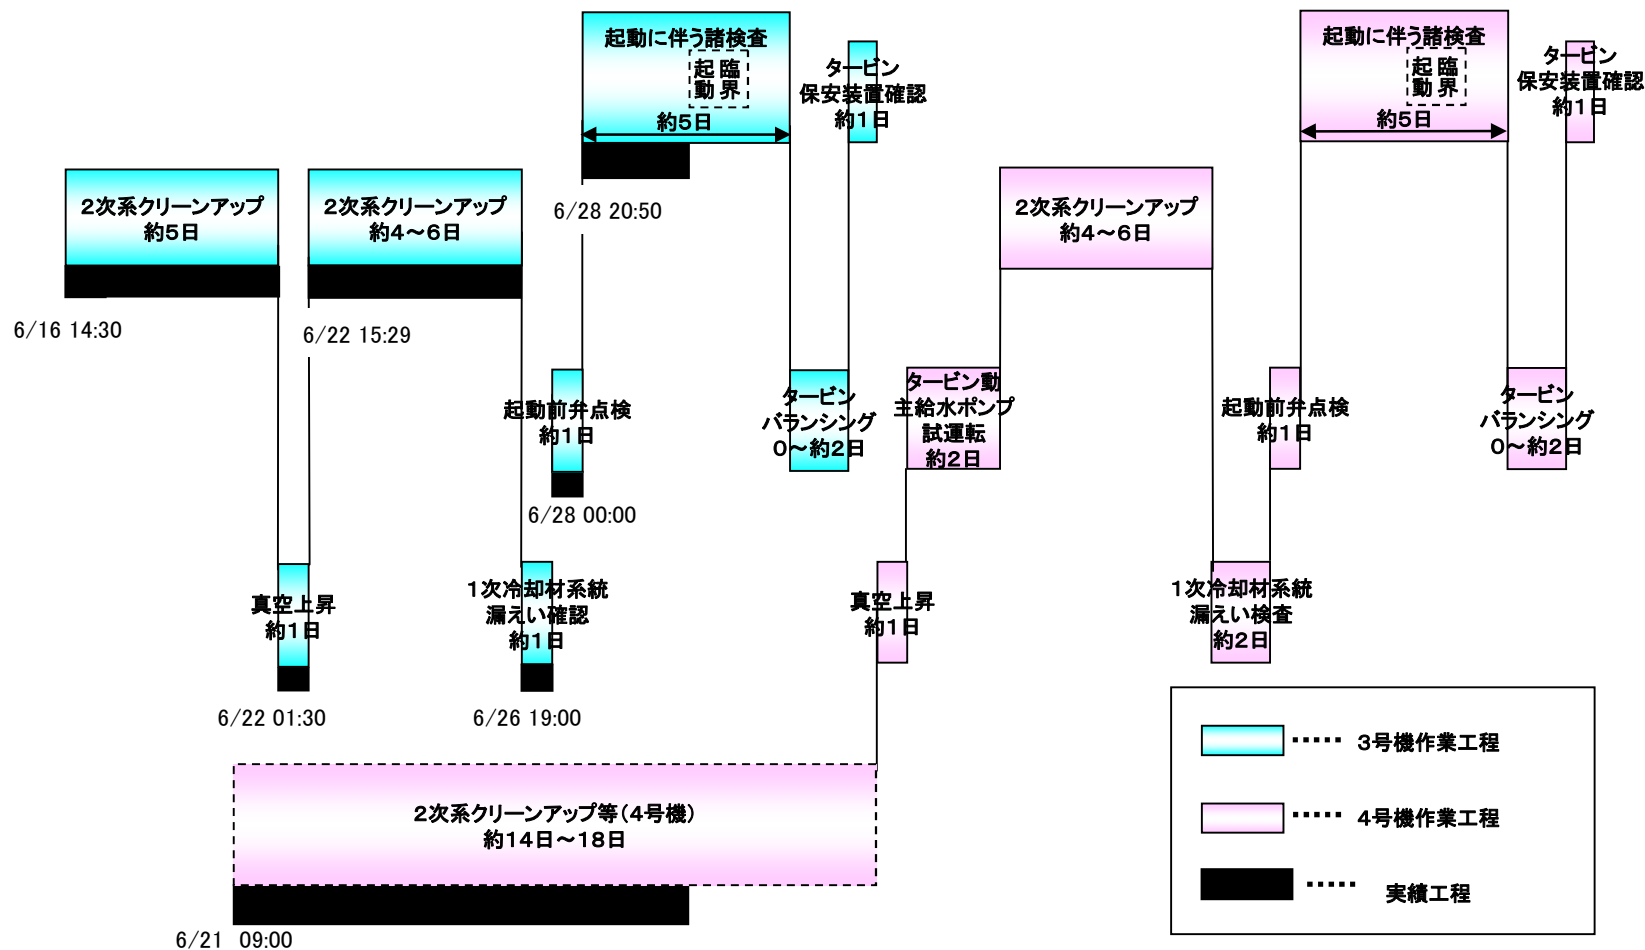 起動に伴う諸検査
起臨
動界
約5日
タービン
保安装置確認
約1日
起動に伴う諸検査
起臨
動界
約5日
タービン
保安装置確認
約1日
2次系クリーンアップ
約5日
2次系クリーンアップ
約4～6日
6/28 20:50
2次系クリーンアップ
約4～6日
6/16 14:30
6/22 15:29
起動前弁点検
約1日
6/28 00:00
タービン
バランシング
0～約2日
タービン動
主給水ポンプ
試運転
約2日
起動前弁点検
約1日
タービン
バランシング
0～約2日
真空上昇
約1日
6/22 01:30
1次冷却材系統
漏えい確認
約1日
6/26 19:00
真空上昇
約1日
1次冷却材系統
漏えい検査
約2日
2次系クリーンアップ等(4号機)
約14日～18日
6/21 09:00
3号機作業工程
4号機作業工程
実績工程